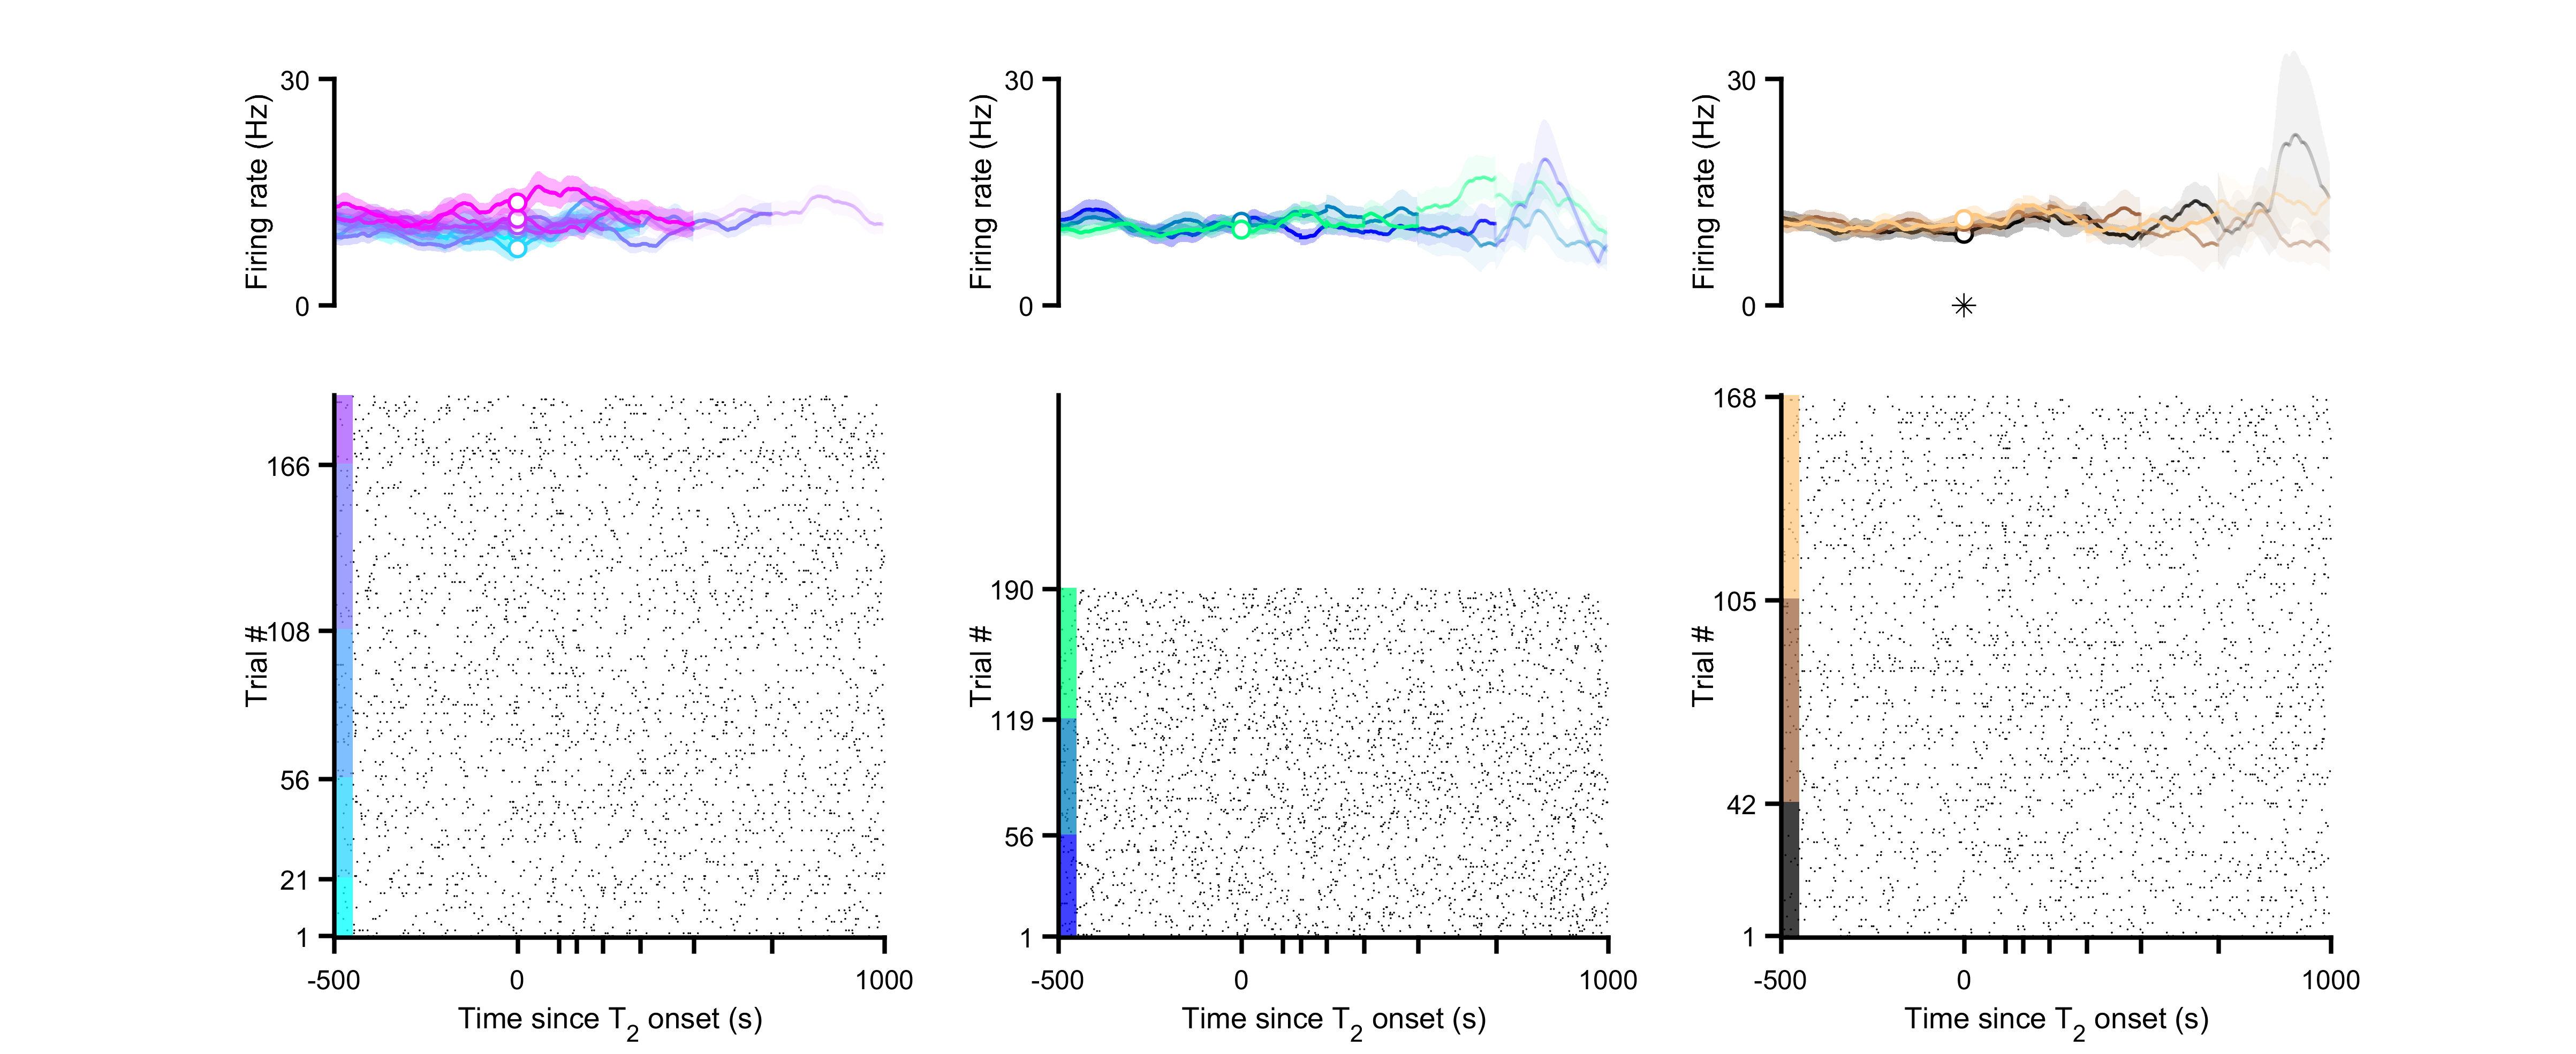 30
Firing rate (Hz)
0
30
Firing rate (Hz)
0
30
Firing rate (Hz)
0
166
108
56
21
1
Trial #
-500 0 1000
Time since T2 onset (s)
190
119
56
1
Trial #
-500 0 1000
Time since T2 onset (s)
168
105
42
1
Trial #
-500 0 1000
Time since T2 onset (s)